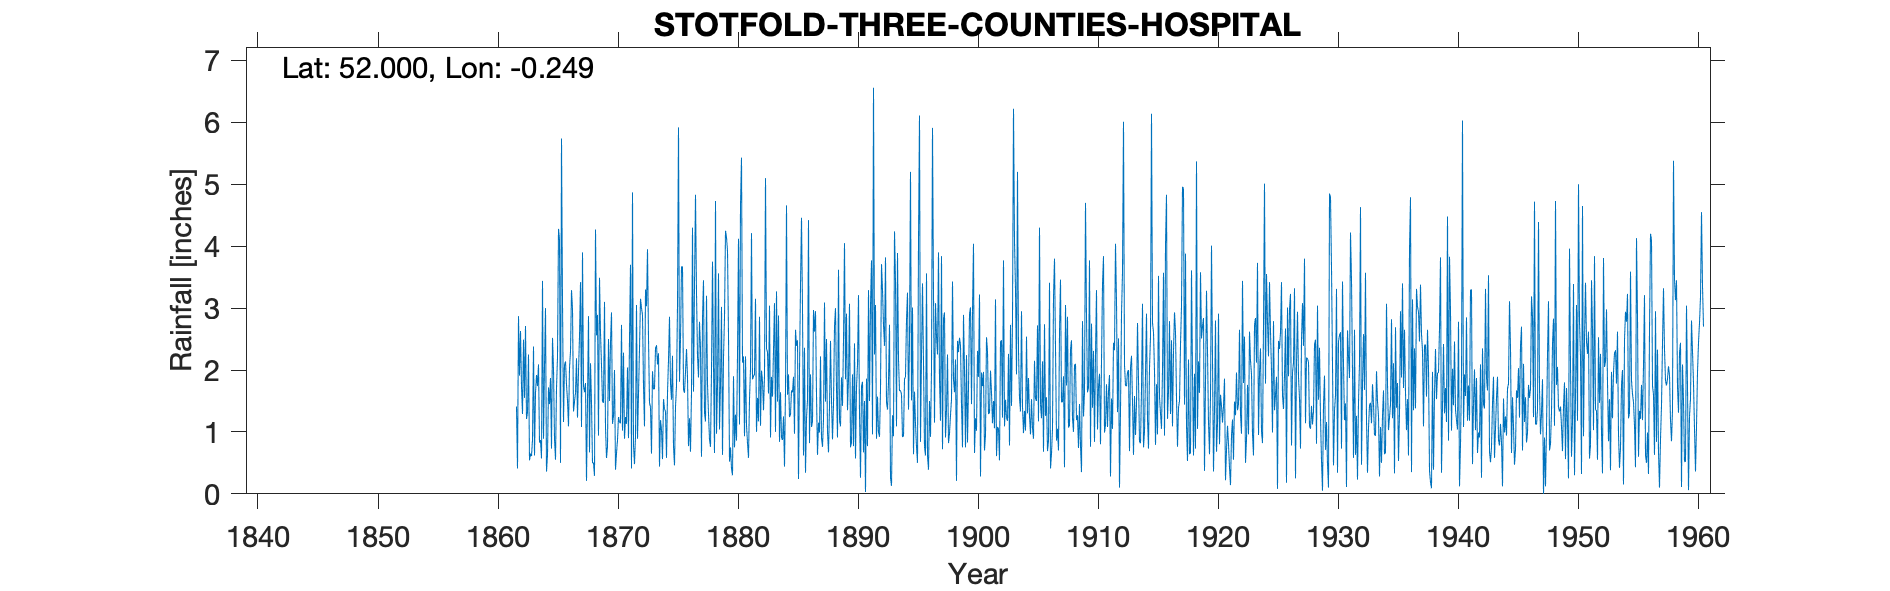 STOTFOLD-THREE-COUNTIES-HOSPITAL
Lat: 52.000, Lon: -0.249
Rainfall [inches]
7
6
5
4
3
2
1
0
1840 1850 1860 1870 1880 1890 1900 1910 1920 1930 1940 1950 1960
Year